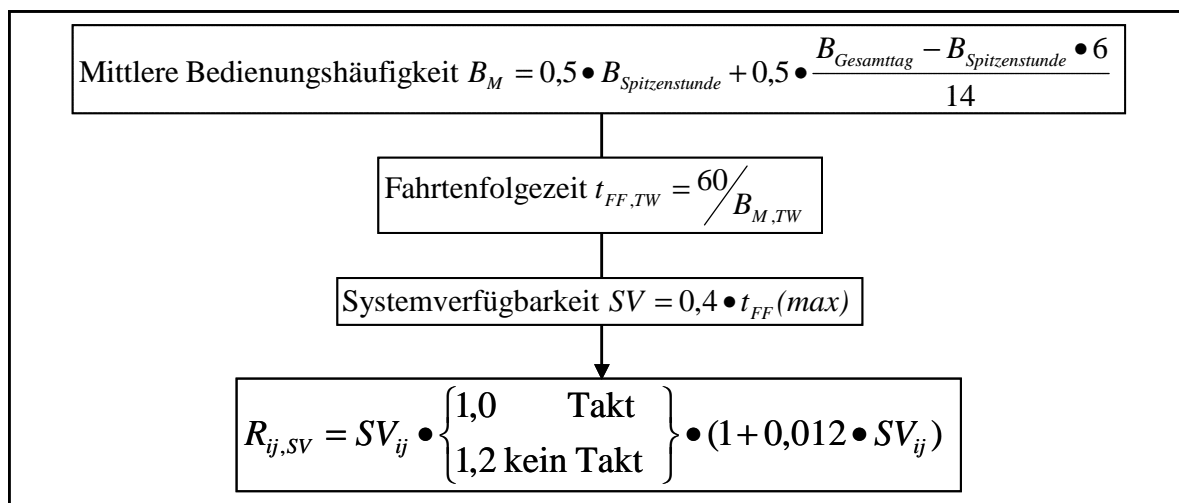 Mittlere Bedienungshäufigkeit B_M = 0,5 • B_Spitzenstunde + 0,5 • (B_Gesamttag − B_Spitzenstunde • 6) / 14
Fahrtenfolgezeit t_FF,TW = 60 / B_M,TW
Systemverfügbarkeit SV = 0,4 • t_FF (max)
R_ij,SV = SV_ij • { 1,0 Takt
1,2 kein Takt } • (1 + 0,012 • SV_ij)